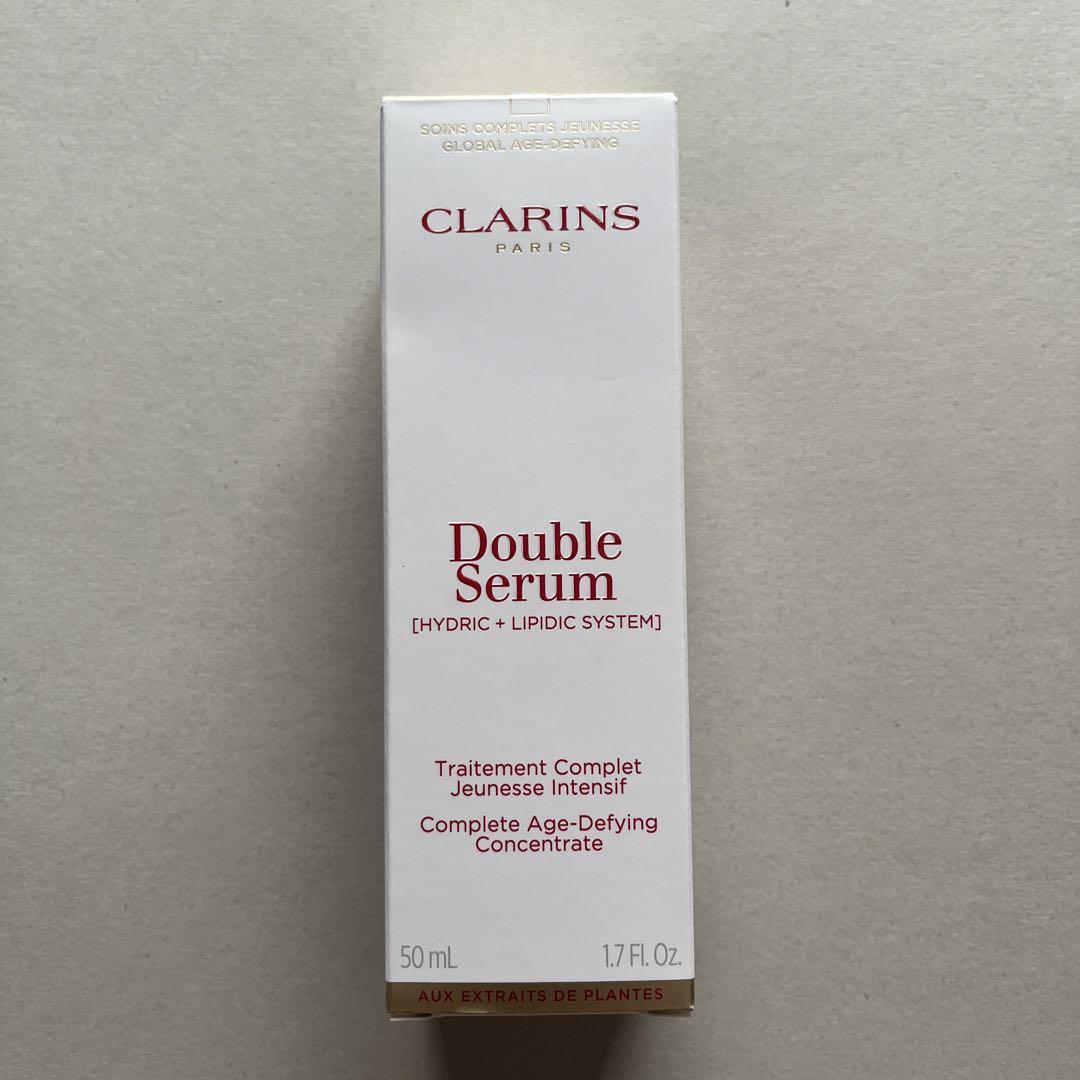 SOINS COMPLETS JEUNESSE
GLOBAL AGE-DEFYING
CLARINS
PARIS
Double
Serum
[HYDRIC + LIPIDIC SYSTEM]
Traitement Complet
Jeunesse Intensif
Complete Age-Defying
Concentrate
50 mL 1.7 Fl. Oz.
AUX EXTRAITS DE PLANTES